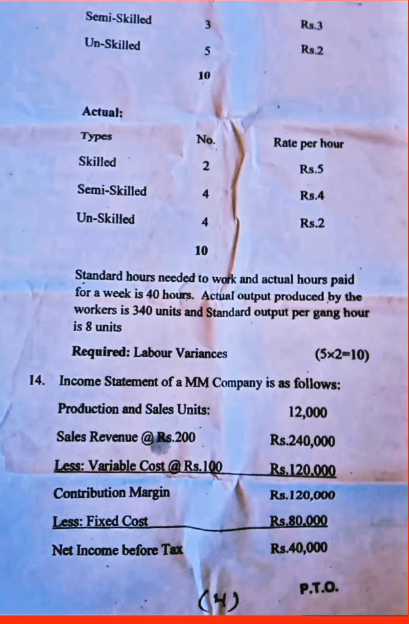 Semi-Skilled 3 Rs.3
Un-Skilled 5 Rs.2
10
Actual:
Types No. Rate per hour
Skilled 2 Rs.5
Semi-Skilled 4 Rs.4
Un-Skilled 4 Rs.2
10
Standard hours needed to work and actual hours paid
for a week is 40 hours. Actual output produced by the
workers is 340 units and Standard output per gang hour
is 8 units
Required: Labour Variances (5×2=10)
14. Income Statement of a MM Company is as follows:
Production and Sales Units: 12,000
Sales Revenue @ Rs.200 Rs.240,000
Less: Variable Cost @ Rs.100 Rs.120,000
Contribution Margin Rs.120,000
Less: Fixed Cost Rs.80,000
Net Income before Tax Rs.40,000
(4) P.T.O.